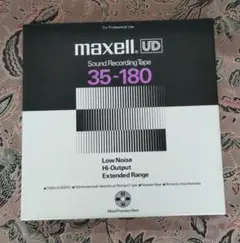 For Professional Use
maxell UD
Sound Recording Tape
35-180
Low Noise
Hi-Output
Extended Range